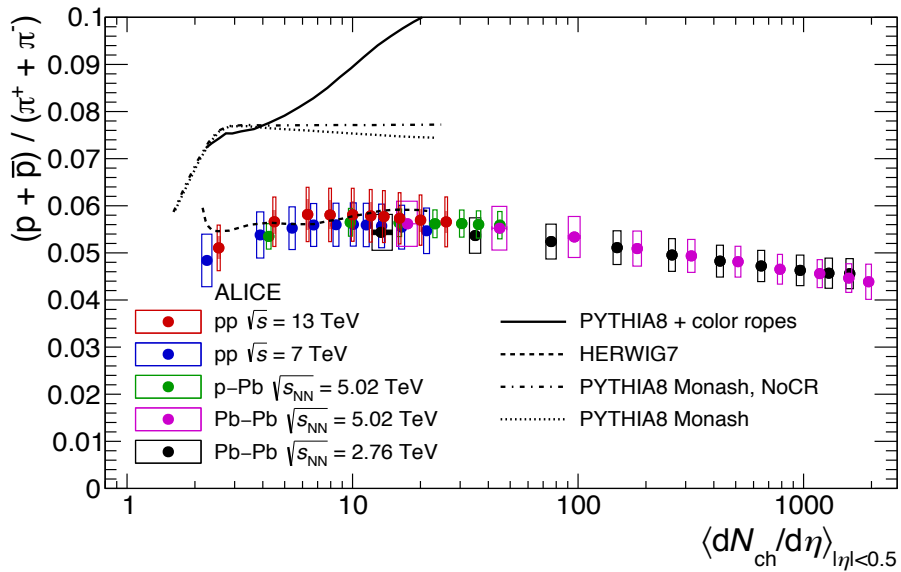 (p + p̅) / (π⁺ + π⁻)
0.1
0.09
0.08
0.07
0.06
0.05
0.04
0.03
0.02
0.01
0
ALICE
pp √s = 13 TeV
pp √s = 7 TeV
p−Pb √sNN = 5.02 TeV
Pb−Pb √sNN = 5.02 TeV
Pb−Pb √sNN = 2.76 TeV
PYTHIA8 + color ropes
HERWIG7
PYTHIA8 Monash, NoCR
PYTHIA8 Monash
1 10 100 1000
⟨dNch/dη⟩|η|<0.5